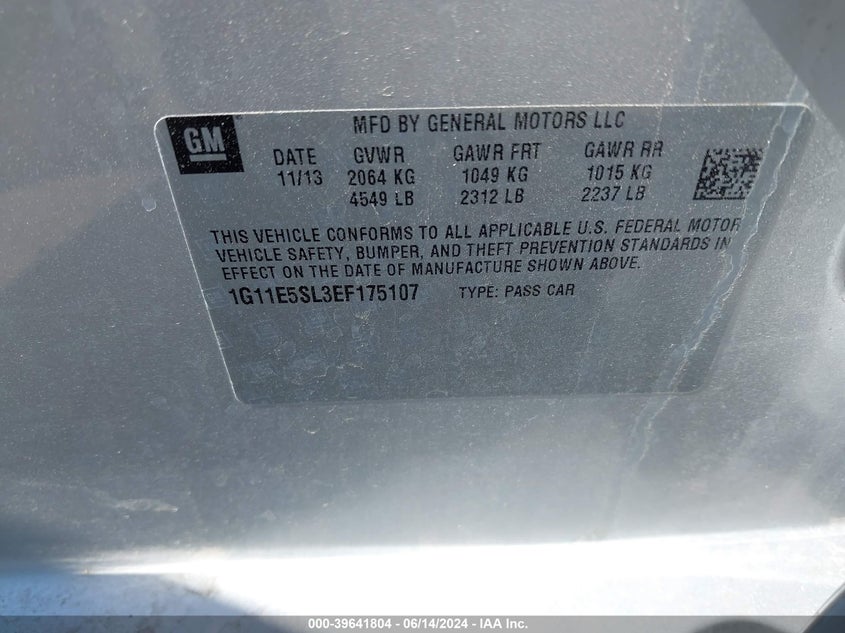 GM
MFD BY GENERAL MOTORS LLC
DATE GVWR GAWR FRT GAWR RR
11/13 2064 KG 1049 KG 1015 KG
4549 LB 2312 LB 2237 LB
THIS VEHICLE CONFORMS TO ALL APPLICABLE U.S. FEDERAL MOTOR
VEHICLE SAFETY, BUMPER, AND THEFT PREVENTION STANDARDS IN
EFFECT ON THE DATE OF MANUFACTURE SHOWN ABOVE.
1G11E5SL3EF175107 TYPE: PASS CAR
000-39641804 - 06/14/2024 - IAA Inc.